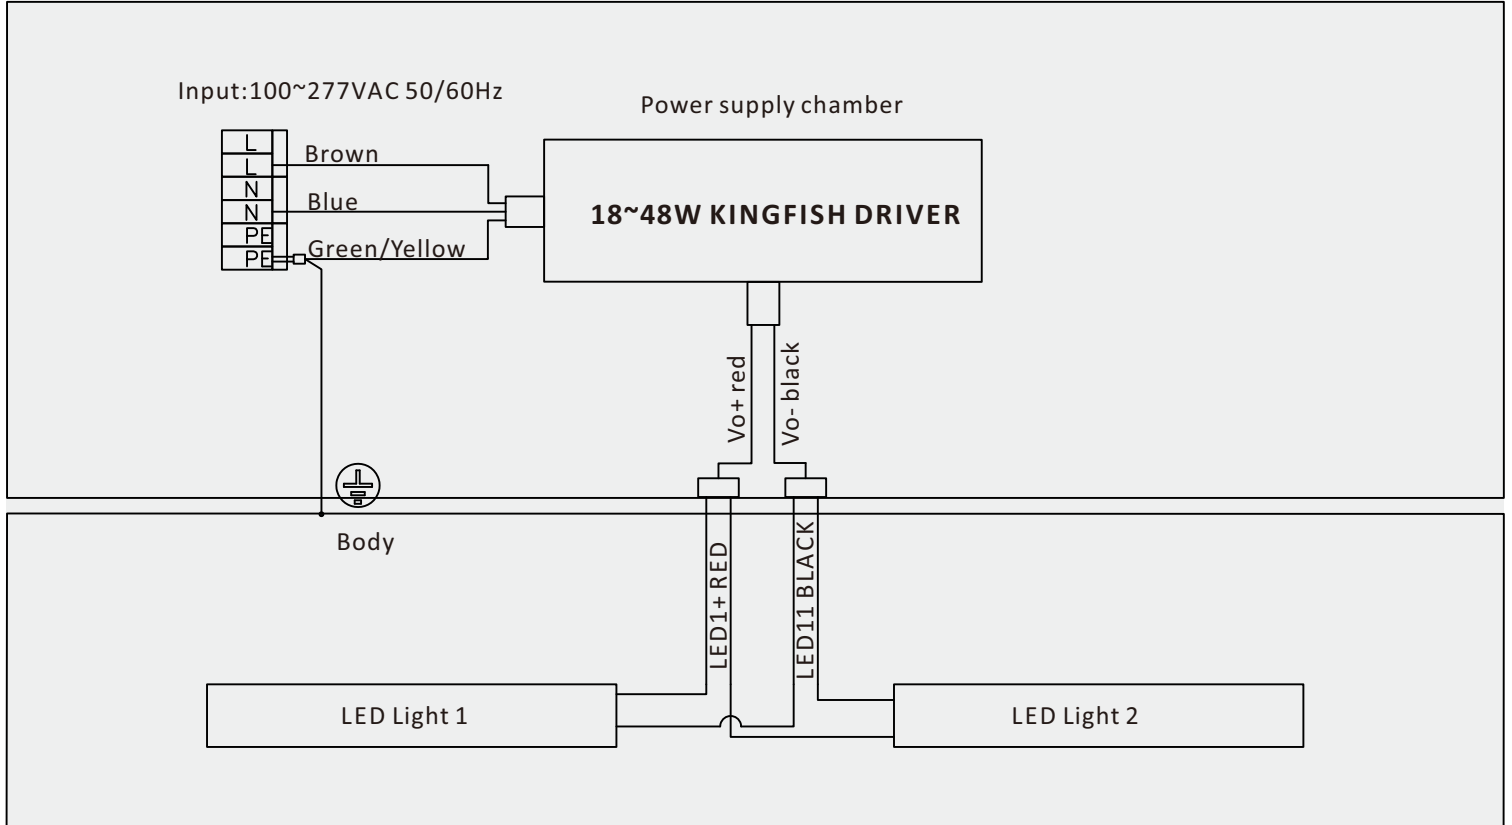 Input:100~277VAC 50/60Hz
Power supply chamber
L
L
N
N
PE
PE
Brown
Blue
Green/Yellow
18~48W KINGFISH DRIVER
Vo+ red
Vo- black
Body
LED1+ RED
LED11 BLACK
LED Light 1
LED Light 2